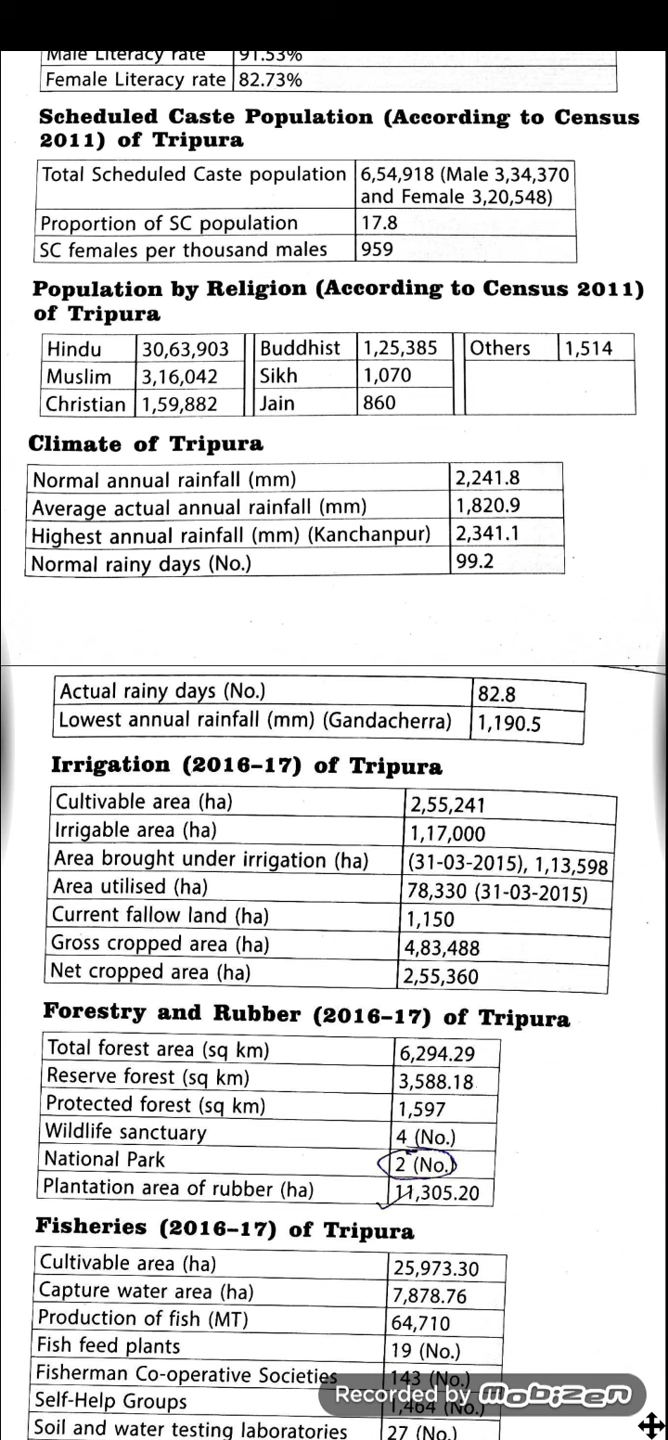 Male Literacy rate 91.53%
Female Literacy rate 82.73%
Scheduled Caste Population (According to Census
2011) of Tripura
Total Scheduled Caste population 6,54,918 (Male 3,34,370
and Female 3,20,548)
Proportion of SC population 17.8
SC females per thousand males 959
Population by Religion (According to Census 2011)
of Tripura
Hindu 30,63,903 Buddhist 1,25,385 Others 1,514
Muslim 3,16,042 Sikh 1,070
Christian 1,59,882 Jain 860
Climate of Tripura
Normal annual rainfall (mm) 2,241.8
Average actual annual rainfall (mm) 1,820.9
Highest annual rainfall (mm) (Kanchanpur) 2,341.1
Normal rainy days (No.) 99.2
Actual rainy days (No.) 82.8
Lowest annual rainfall (mm) (Gandacherra) 1,190.5
Irrigation (2016-17) of Tripura
Cultivable area (ha) 2,55,241
Irrigable area (ha) 1,17,000
Area brought under irrigation (ha) (31-03-2015), 1,13,598
Area utilised (ha) 78,330 (31-03-2015)
Current fallow land (ha) 1,150
Gross cropped area (ha) 4,83,488
Net cropped area (ha) 2,55,360
Forestry and Rubber (2016-17) of Tripura
Total forest area (sq km) 6,294.29
Reserve forest (sq km) 3,588.18
Protected forest (sq km) 1,597
Wildlife sanctuary 4 (No.)
National Park 2 (No.)
Plantation area of rubber (ha) 11,305.20
Fisheries (2016-17) of Tripura
Cultivable area (ha) 25,973.30
Capture water area (ha) 7,878.76
Production of fish (MT) 64,710
Fish feed plants 19 (No.)
Fisherman Co-operative Societies 143 (No.)
Self-Help Groups 1,464 (No.)
Soil and water testing laboratories 27 (No.)
Recorded by mobizen